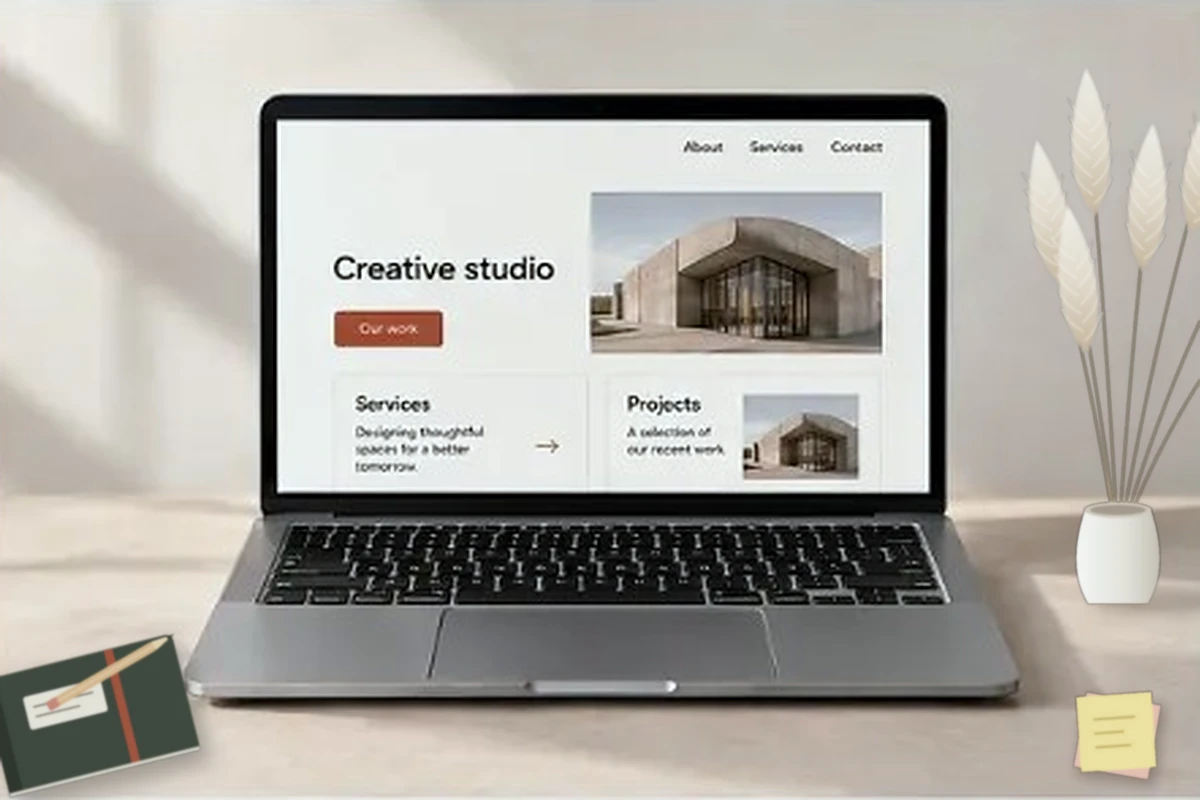 About Services Contact
Creative studio
Our work
Services
Designing thoughtful
spaces for a better
tomorrow.
Projects
A selection of
our recent work